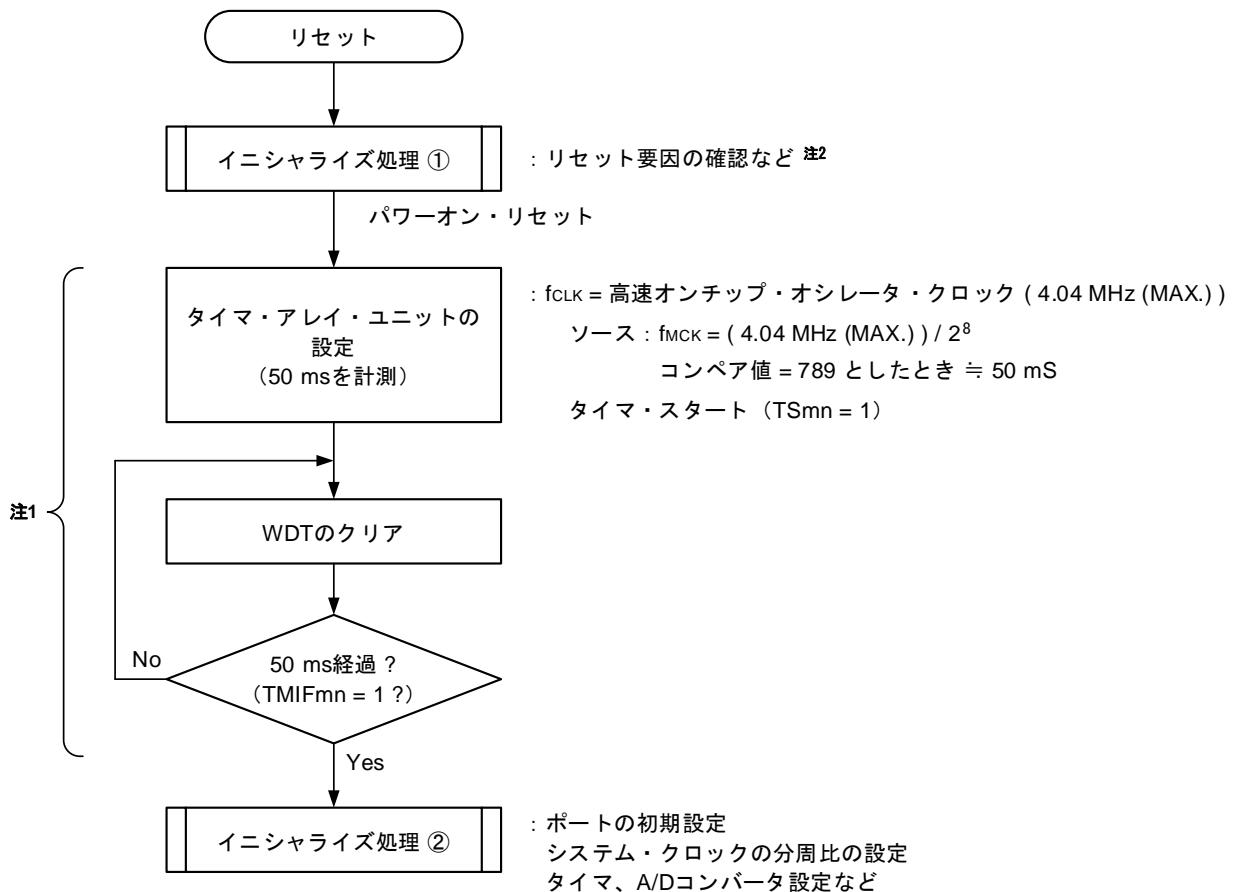 リセット
イニシャライズ処理 ①
: リセット要因の確認など 注2
パワーオン・リセット
タイマ・アレイ・ユニットの
設定
（50 msを計測）
: fCLK = 高速オンチップ・オシレータ・クロック ( 4.04 MHz (MAX.) )
ソース : fMCK = ( 4.04 MHz (MAX.) ) / 2⁸
コンペア値 = 789 としたとき ≒ 50 mS
タイマ・スタート（TSmn = 1）
注1
WDTのクリア
No
50 ms経過 ?
（TMIFmn = 1 ?）
Yes
イニシャライズ処理 ②
: ポートの初期設定
システム・クロックの分周比の設定
タイマ、A/Dコンバータ設定など